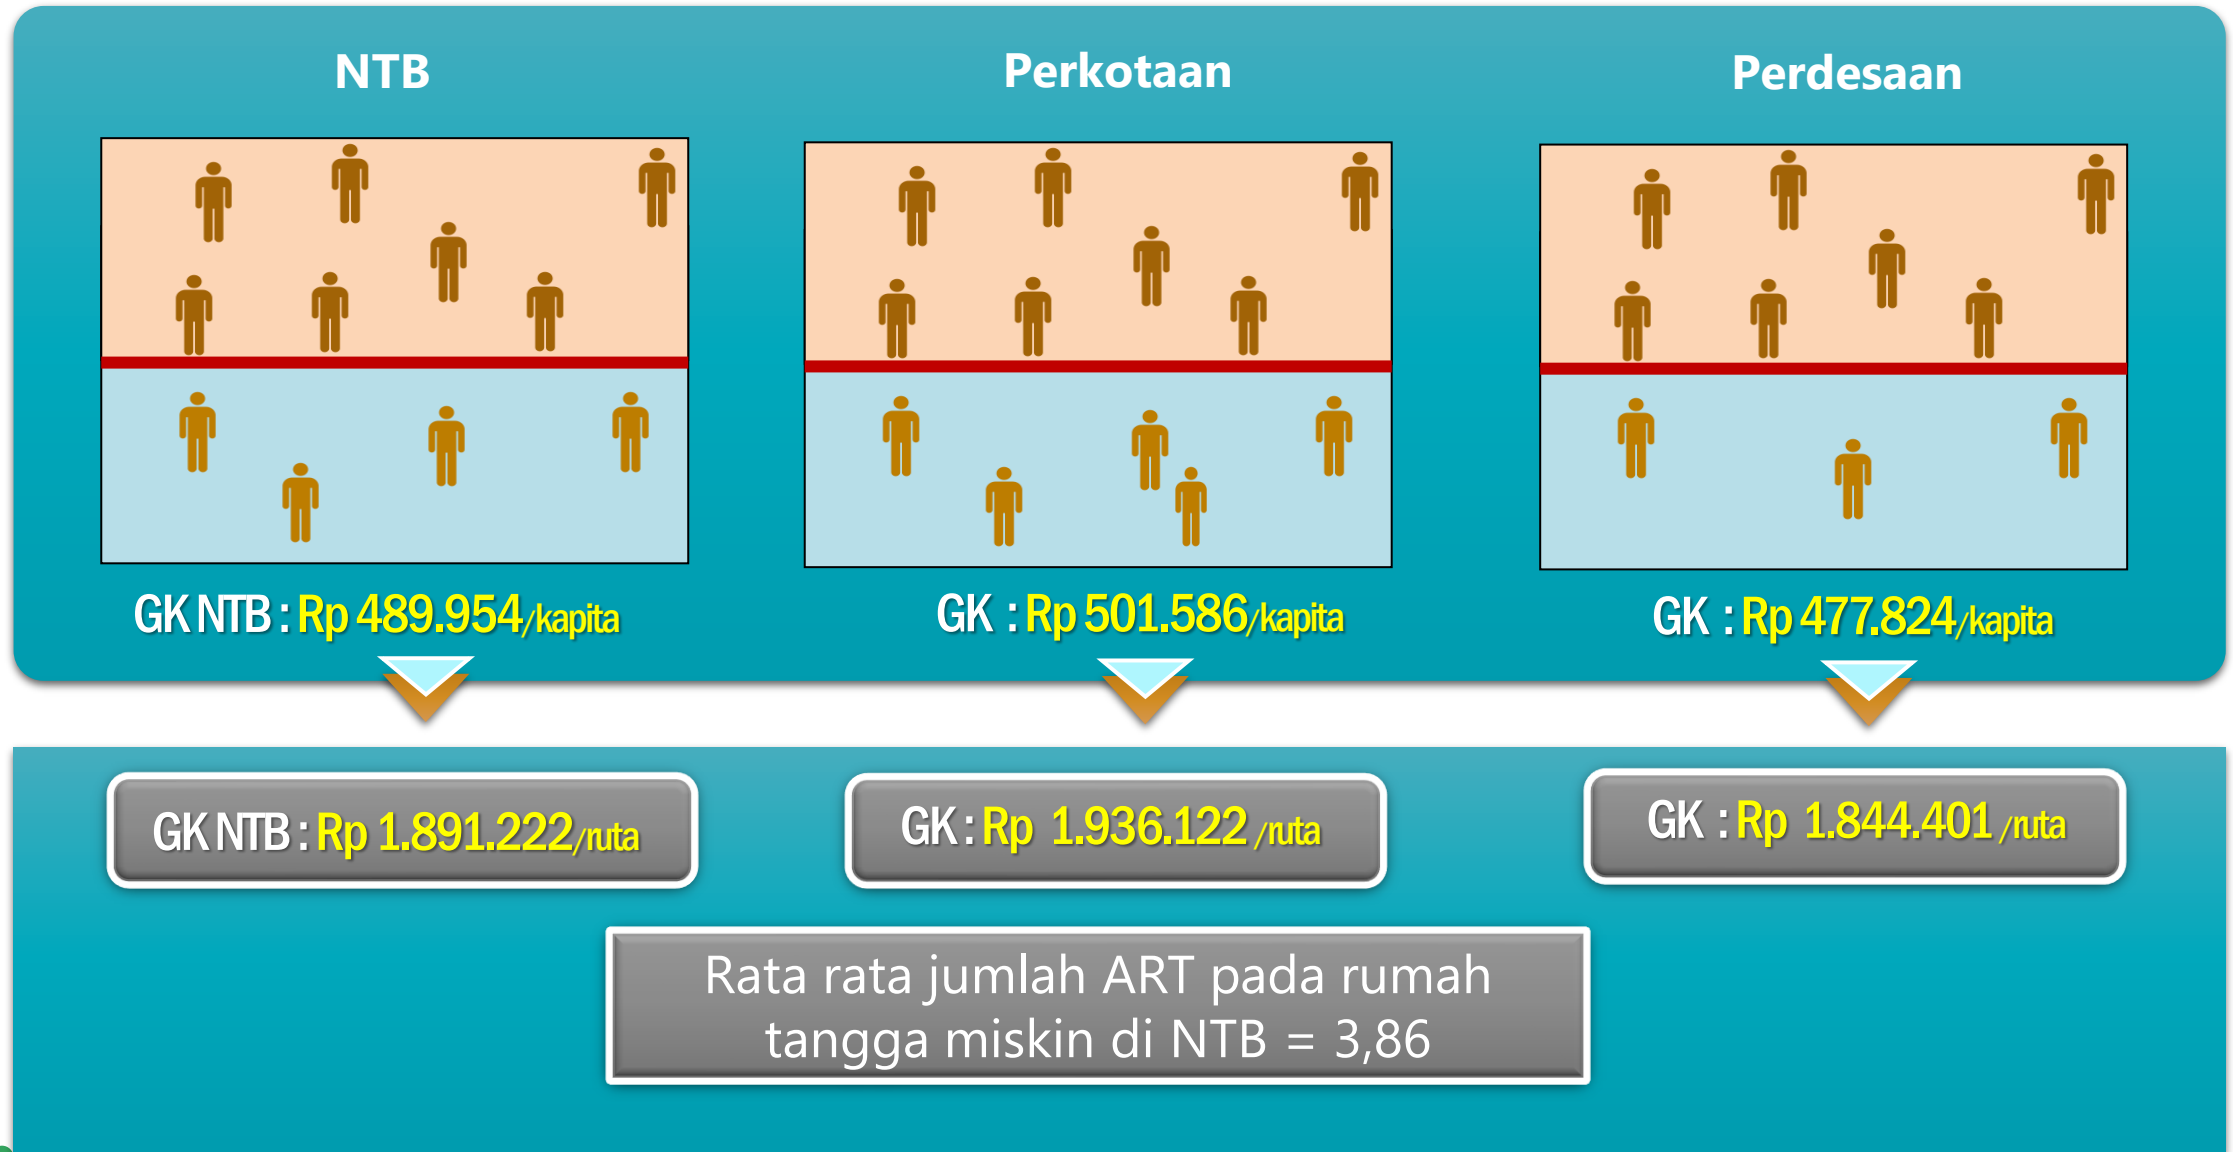 NTB
Perkotaan
Perdesaan
GK NTB : Rp 489.954/kapita
GK : Rp 501.586/kapita
GK : Rp 477.824/kapita
GK NTB : Rp 1.891.222/ruta
GK : Rp 1.936.122 /ruta
GK : Rp 1.844.401 /ruta
Rata rata jumlah ART pada rumah
tangga miskin di NTB = 3,86